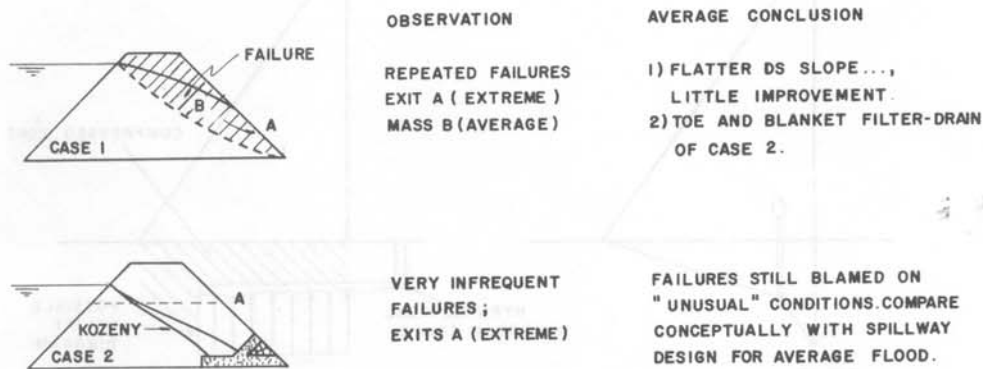 OBSERVATION
AVERAGE CONCLUSION
FAILURE
B
A
CASE 1
REPEATED FAILURES
EXIT A (EXTREME)
MASS B (AVERAGE)
1) FLATTER DS SLOPE...,
LITTLE IMPROVEMENT.
2) TOE AND BLANKET FILTER-DRAIN
OF CASE 2.
A
KOZENY
CASE 2
VERY INFREQUENT
FAILURES;
EXITS A (EXTREME)
FAILURES STILL BLAMED ON
"UNUSUAL" CONDITIONS. COMPARE
CONCEPTUALLY WITH SPILLWAY
DESIGN FOR AVERAGE FLOOD.